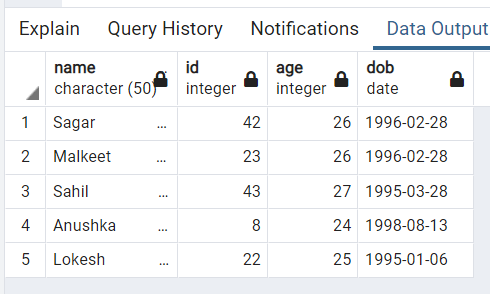 Explain Query History Notifications Data Output
name id age dob
character (50) integer integer date
1 Sagar ... 42 26 1996-02-28
2 Malkeet ... 23 26 1996-02-28
3 Sahil ... 43 27 1995-03-28
4 Anushka ... 8 24 1998-08-13
5 Lokesh ... 22 25 1995-01-06